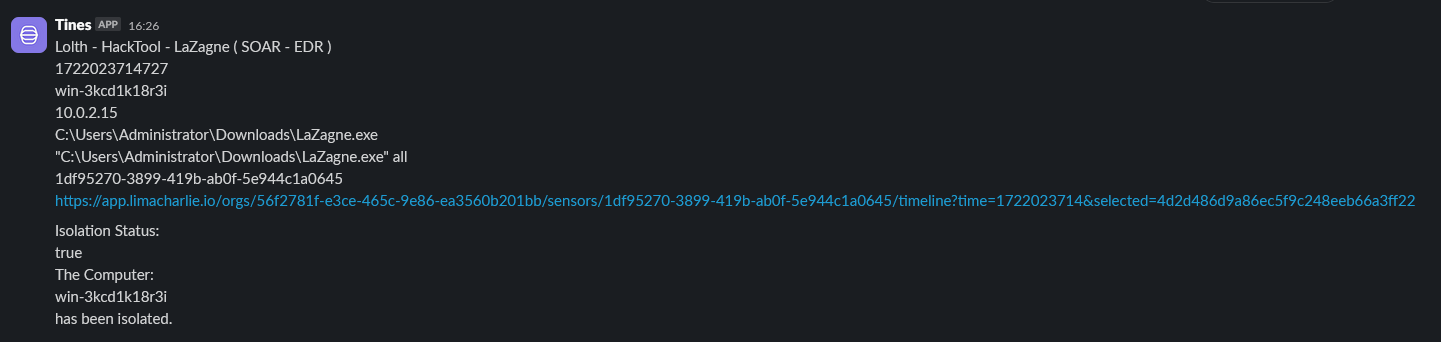 Tines APP 16:26
Lolth - HackTool - LaZagne ( SOAR - EDR )
1722023714727
win-3kcd1k18r3i
10.0.2.15
C:\Users\Administrator\Downloads\LaZagne.exe
"C:\Users\Administrator\Downloads\LaZagne.exe" all
1df95270-3899-419b-ab0f-5e944c1a0645
https://app.limacharlie.io/orgs/56f2781f-e3ce-465c-9e86-ea3560b201bb/sensors/1df95270-3899-419b-ab0f-5e944c1a0645/timeline?time=1722023714&selected=4d2d486d9a86ec5f9c248eeb66a3ff22
Isolation Status:
true
The Computer:
win-3kcd1k18r3i
has been isolated.